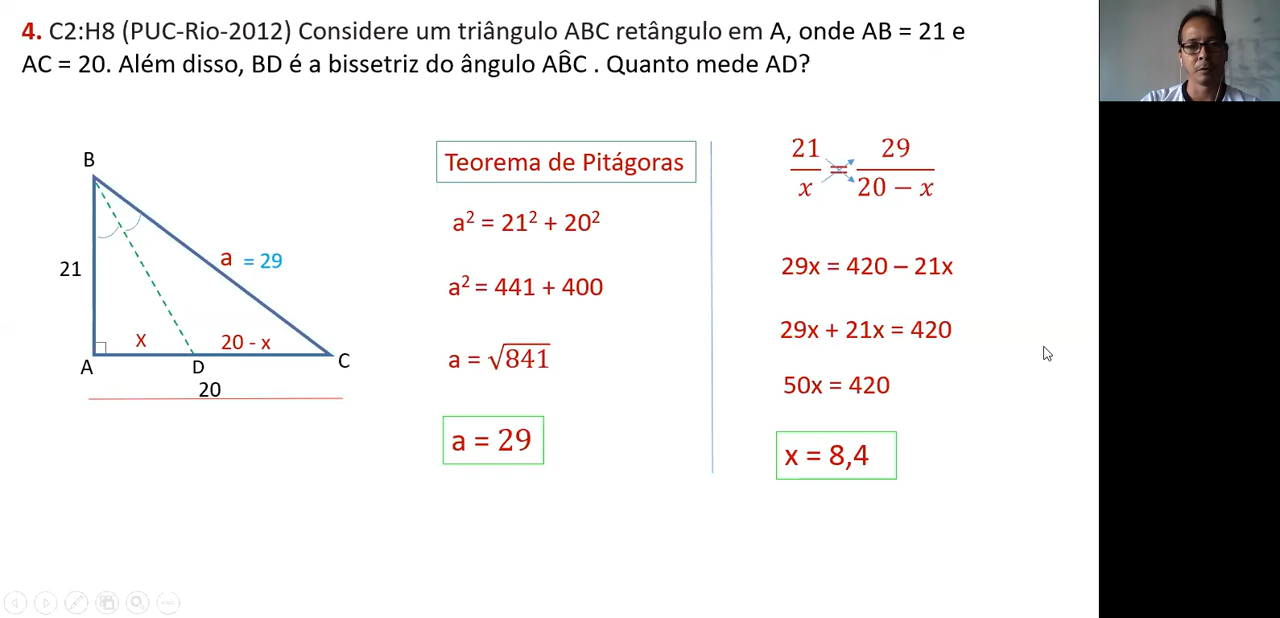 4. C2:H8 (PUC-Rio-2012) Considere um triângulo ABC retângulo em A, onde AB = 21 e
AC = 20. Além disso, BD é a bissetriz do ângulo AB̂C . Quanto mede AD?
B
21
a = 29
x
20 - x
A
D
C
20
Teorema de Pitágoras
a² = 21² + 20²
a² = 441 + 400
a = √841
a = 29
21/x = 29/(20 − x)
29x = 420 – 21x
29x + 21x = 420
50x = 420
x = 8,4